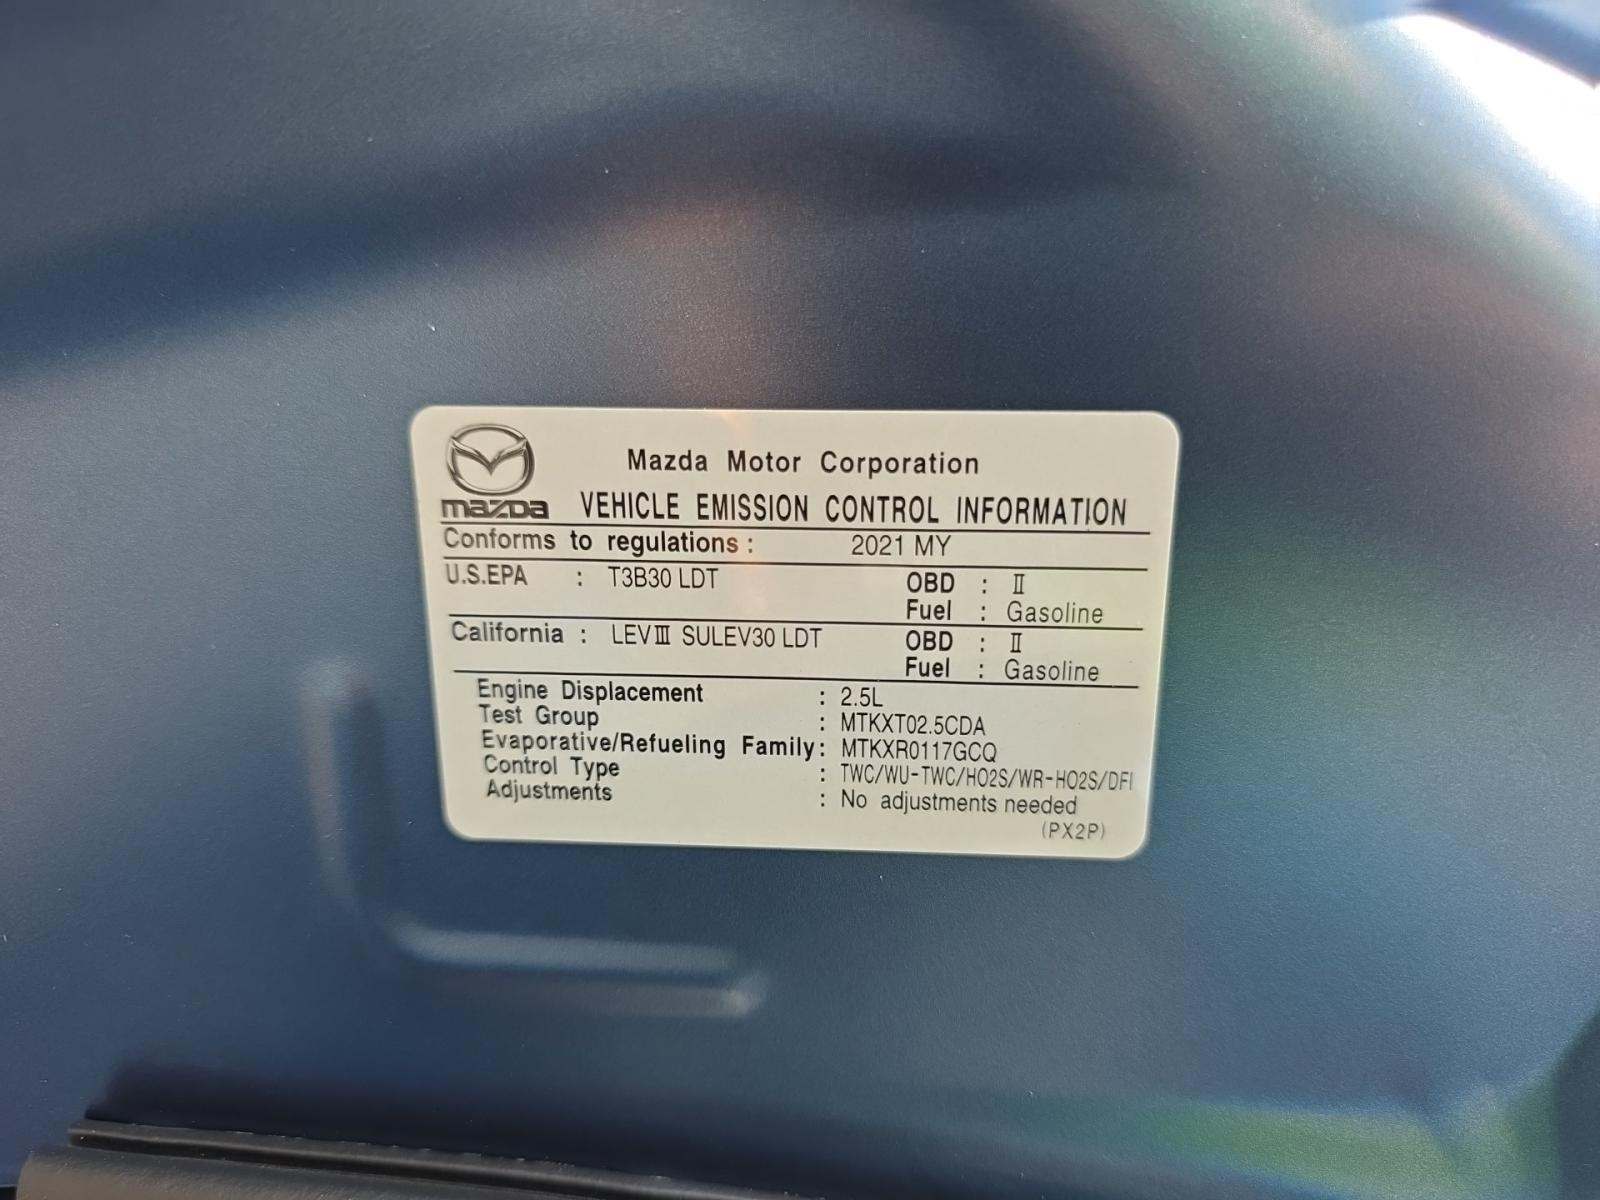 Mazda Motor Corporation
mazda VEHICLE EMISSION CONTROL INFORMATION
Conforms to regulations : 2021 MY
U.S.EPA : T3B30 LDT OBD : Ⅱ
Fuel : Gasoline
California : LEVⅢ SULEV30 LDT OBD : Ⅱ
Fuel : Gasoline
Engine Displacement : 2.5L
Test Group : MTKXT02.5CDA
Evaporative/Refueling Family : MTKXR0117GCQ
Control Type : TWC/WU-TWC/HO2S/WR-HO2S/DFI
Adjustments : No adjustments needed
(PX2P)